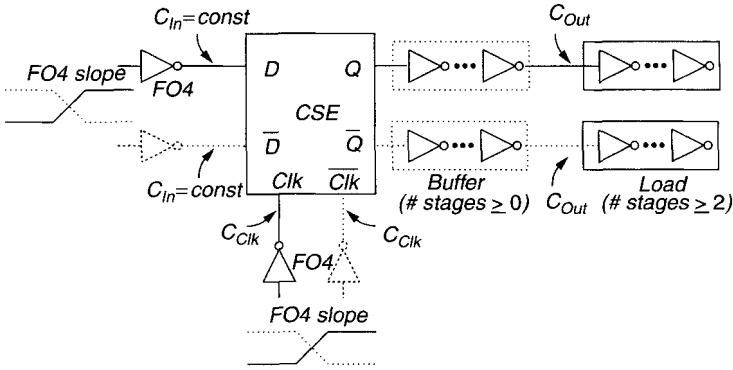 C_In=const
C_Out
FO4 slope
FO4
D
Q
CSE
D̅
Q̅
C_In=const
Clk
C̅l̅k̅
Buffer
(# stages ≥ 0)
C_Out
Load
(# stages ≥ 2)
C_Clk
C_Clk
FO4
FO4 slope